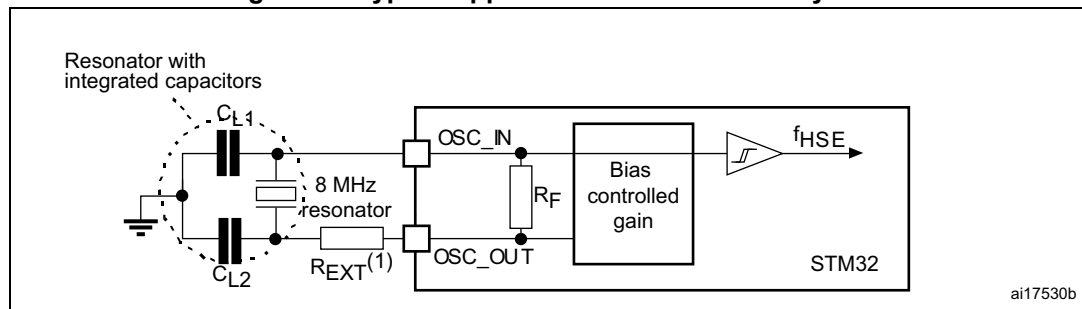 Resonator with
integrated capacitors
CL1
OSC_IN
fHSE
8 MHz
resonator
RF
Bias
controlled
gain
REXT(1)
OSC_OUT
STM32
CL2
ai17530b